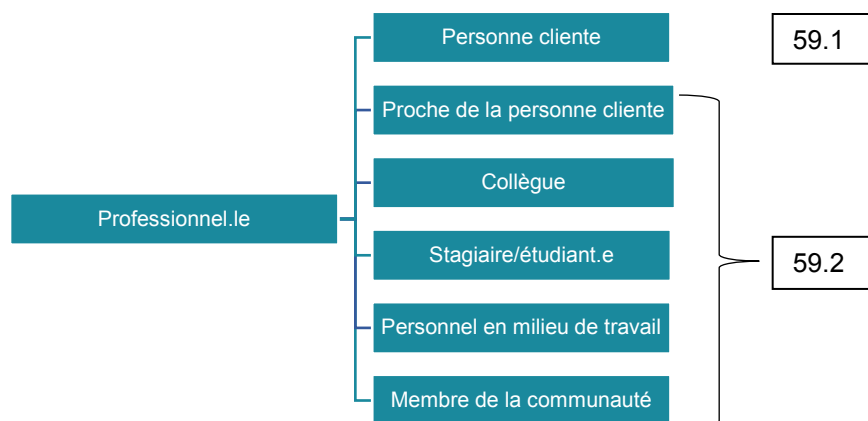 Personne cliente
59.1
Proche de la personne cliente
Collègue
Professionnel.le
Stagiaire/étudiant.e
59.2
Personnel en milieu de travail
Membre de la communauté